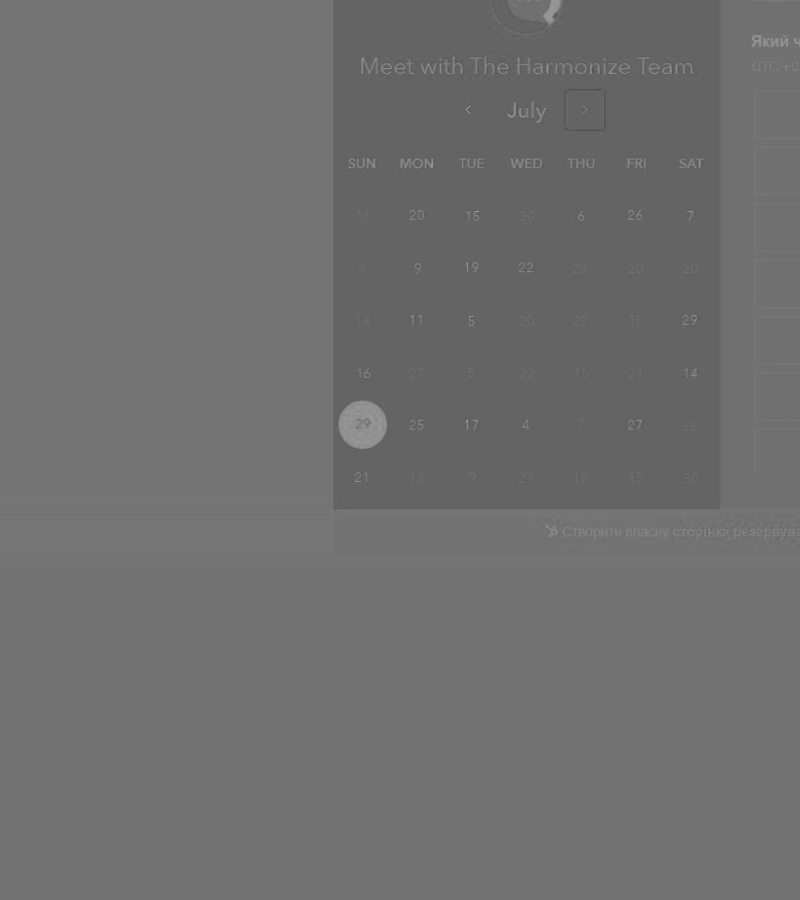 Meet with The Harmonize Team
< July >
SUN MON TUE WED THU FRI SAT
16 20 15 30 6 26 7
4 9 19 22 27 20 20
14 11 5 20 27 15 29
16 27 5 22 15 21 14
29 25 17 4 7 27 28
21 18 9 27 18 15 30
Який
UTC
Створити власну сторінка